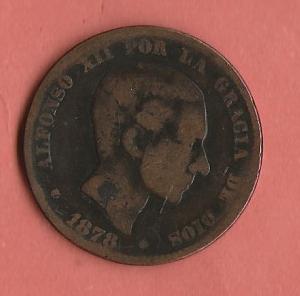 ALFONSO XII POR LA GRACIA DE DIOS
1878